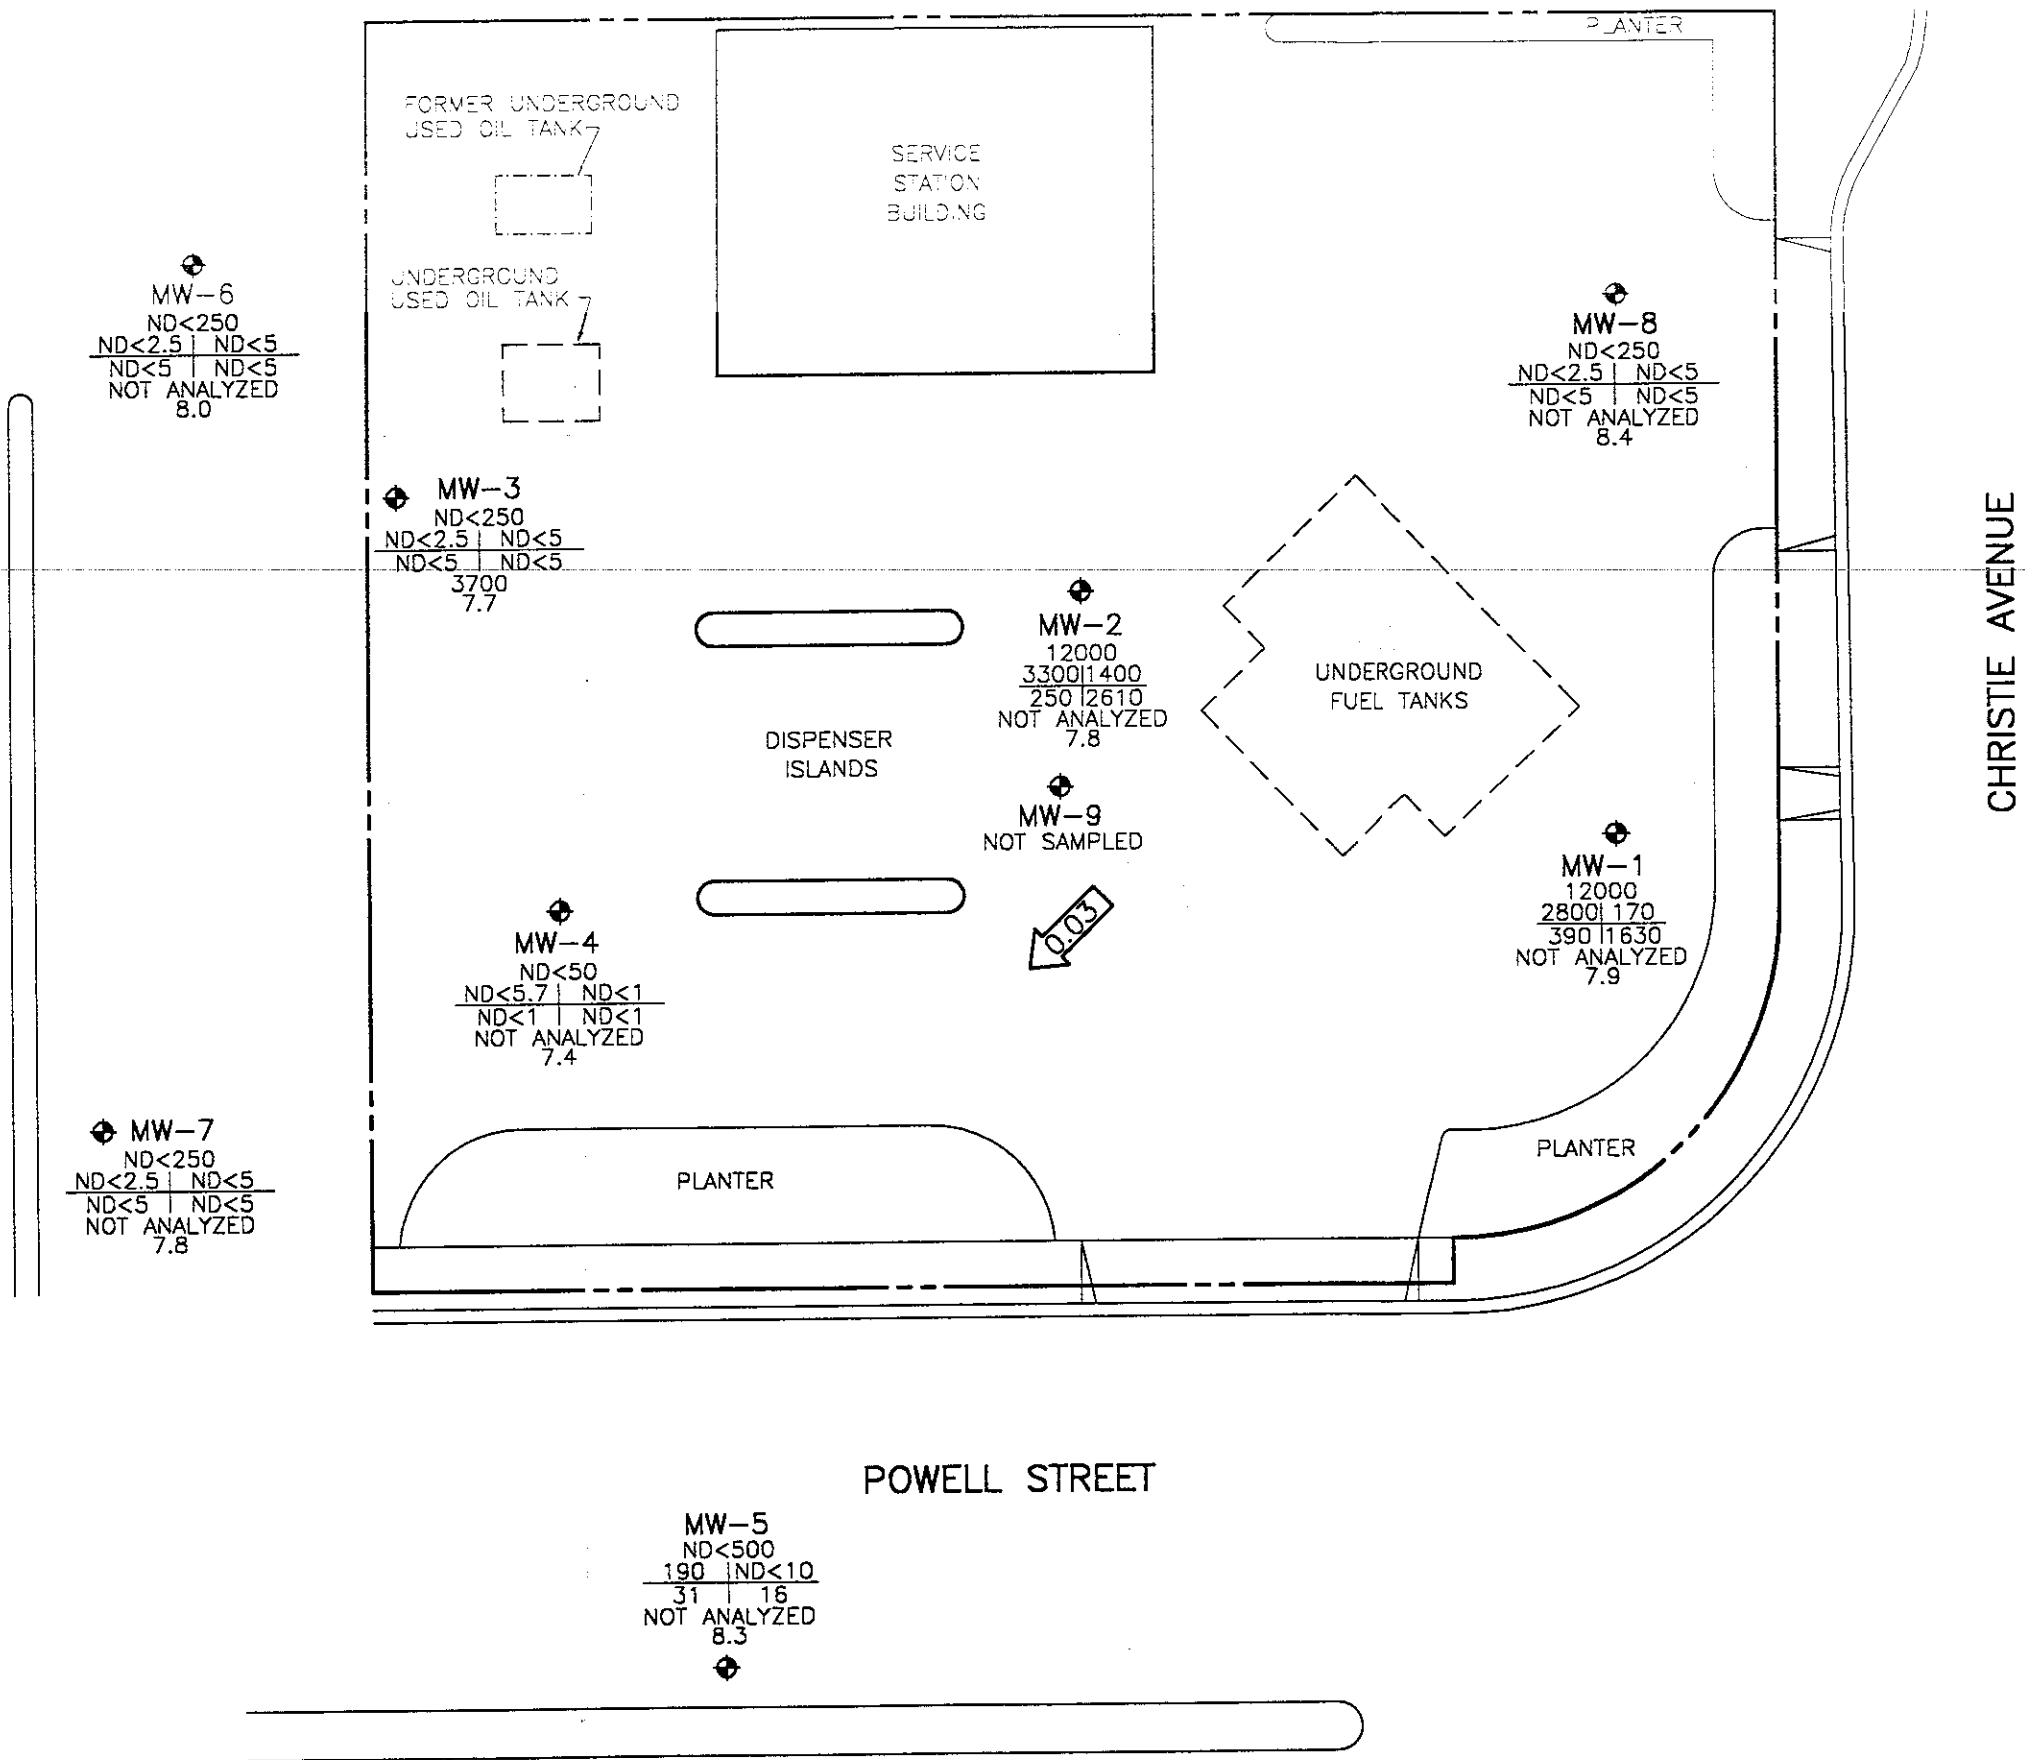 PLANTER
FORMER UNDERGROUND
USED OIL TANK
SERVICE
STATION
BUILDING
UNDERGROUND
USED OIL TANK
MW-6
ND<250
ND<2.5 | ND<5
ND<5 | ND<5
NOT ANALYZED
8.0
MW-8
ND<250
ND<2.5 | ND<5
ND<5 | ND<5
NOT ANALYZED
8.4
MW-3
ND<250
ND<2.5 | ND<5
ND<5 | ND<5
3700
7.7
CHRISTIE AVENUE
MW-2
12000
3300|1400
250|2610
NOT ANALYZED
7.8
UNDERGROUND
FUEL TANKS
DISPENSER
ISLANDS
MW-9
NOT SAMPLED
MW-1
12000
2800|170
390|1630
NOT ANALYZED
7.9
0.03
MW-4
ND<50
ND<5.7 | ND<1
ND<1 | ND<1
NOT ANALYZED
7.4
MW-7
ND<250
ND<2.5 | ND<5
ND<5 | ND<5
NOT ANALYZED
7.8
PLANTER
PLANTER
POWELL STREET
MW-5
ND<500
190 | ND<10
31 | 16
NOT ANALYZED
8.3